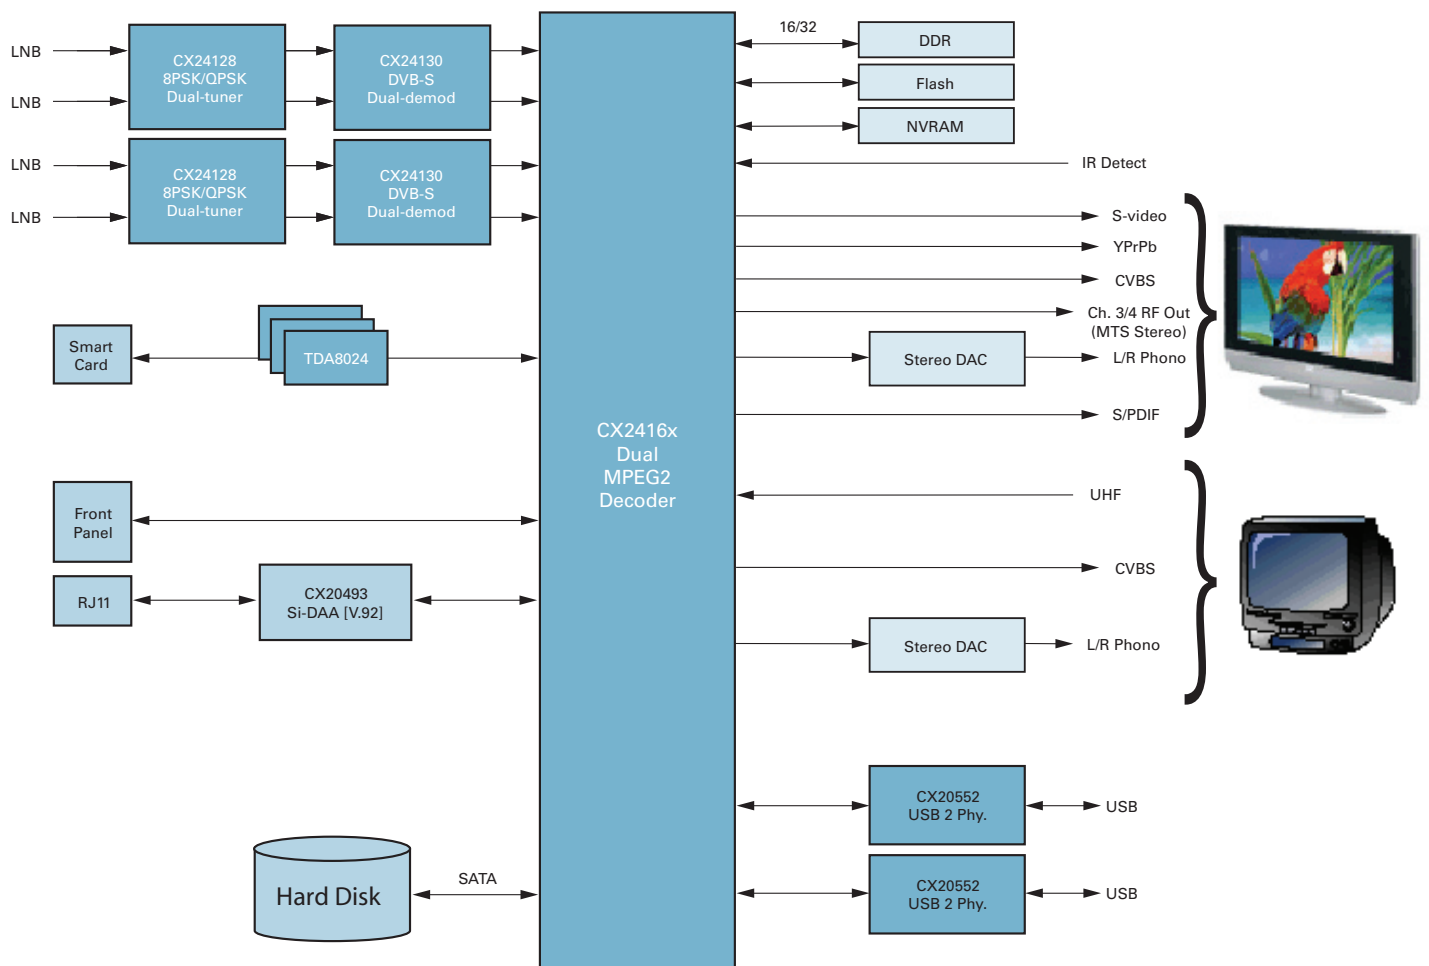 LNB
LNB
CX24128
8PSK/QPSK
Dual-tuner
CX24130
DVB-S
Dual-demod
LNB
LNB
CX24128
8PSK/QPSK
Dual-tuner
CX24130
DVB-S
Dual-demod
Smart
Card
TDA8024
Front
Panel
RJ11
CX20493
Si-DAA [V.92]
Hard Disk
SATA
CX2416x
Dual
MPEG2
Decoder
16/32
DDR
Flash
NVRAM
IR Detect
S-video
YPrPb
CVBS
Ch. 3/4 RF Out
(MTS Stereo)
Stereo DAC
L/R Phono
S/PDIF
UHF
CVBS
Stereo DAC
L/R Phono
CX20552
USB 2 Phy.
USB
CX20552
USB 2 Phy.
USB